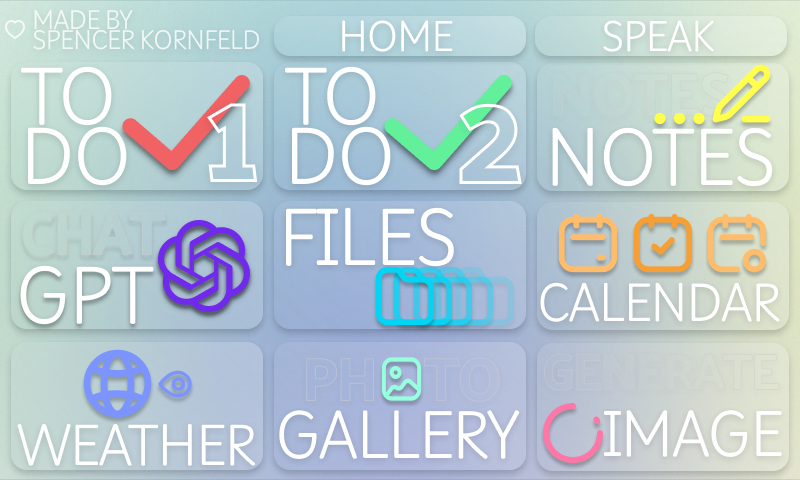 MADE BY
SPENCER KORNFELD
HOME
SPEAK
TO
DO 1
TO
DO 2
NOTES
NOTES
CHAT
GPT
FILES
CALENDAR
WEATHER
PHOTO
GALLERY
GENERATE
IMAGE